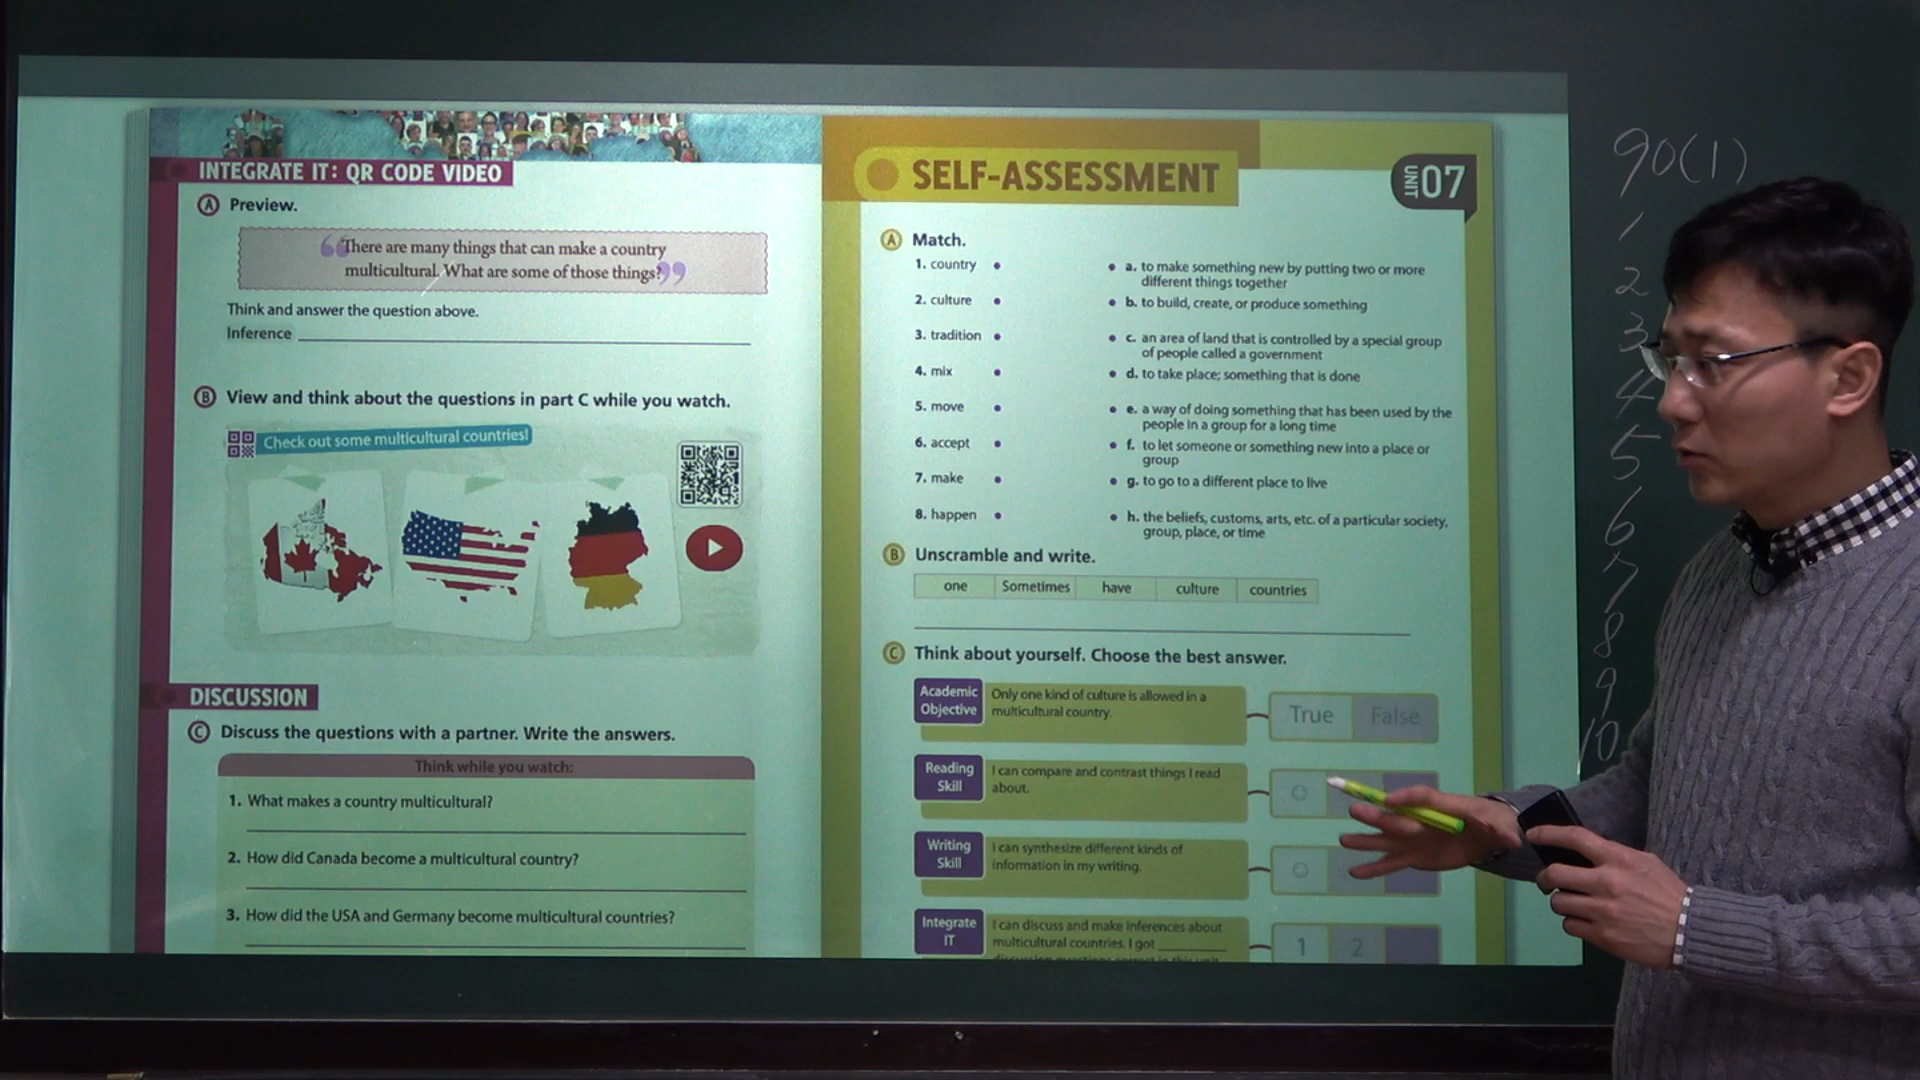 INTEGRATE IT: QR CODE VIDEO
A Preview.
There are many things that can make a country
multicultural. What are some of those things?
Think and answer the question above.
Inference
B View and think about the questions in part C while you watch.
Check out some multicultural countries!
DISCUSSION
C Discuss the questions with a partner. Write the answers.
Think while you watch:
1. What makes a country multicultural?
2. How did Canada become a multicultural country?
3. How did the USA and Germany become multicultural countries?
SELF-ASSESSMENT
UNIT 07
A Match.
1. country
2. culture
3. tradition
4. mix
5. move
6. accept
7. make
8. happen
a. to make something new by putting two or more
different things together
b. to build, create, or produce something
c. an area of land that is controlled by a special group
of people called a government
d. to take place; something that is done
e. a way of doing something that has been used by the
people in a group for a long time
f. to let someone or something new into a place or
group
g. to go to a different place to live
h. the beliefs, customs, arts, etc. of a particular society,
group, place, or time
B Unscramble and write.
one Sometimes have culture countries
C Think about yourself. Choose the best answer.
Academic
Objective
Only one kind of culture is allowed in a
multicultural country.
True False
Reading
Skill
I can compare and contrast things I read
about.
Writing
Skill
I can synthesize different kinds of
information in my writing.
Integrate
IT
I can discuss and make inferences about
multicultural countries. I got
discussion questions correct in this unit.
1 2
90(1)
1
2
3
4
5
6
7
8
9
10